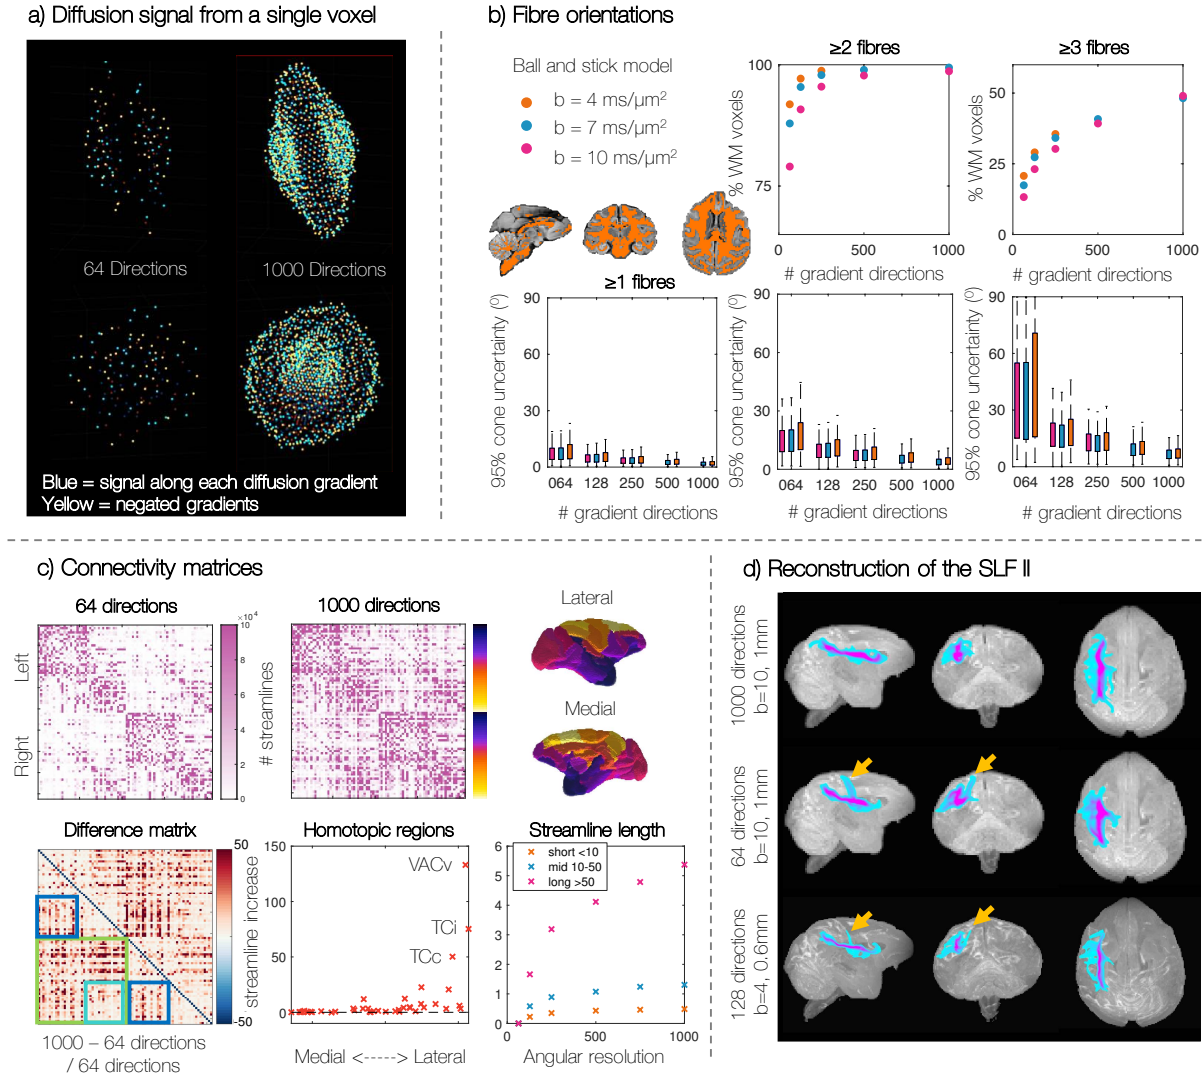 a) Diffusion signal from a single voxel
64 Directions
1000 Directions
Blue = signal along each diffusion gradient
Yellow = negated gradients
b) Fibre orientations
Ball and stick model
b = 4 ms/μm²
b = 7 ms/μm²
b = 10 ms/μm²
≥2 fibres
% WM voxels
100
75
0
500
1000
# gradient directions
≥3 fibres
% WM voxels
50
25
0
0
500
1000
# gradient directions
≥1 fibres
95% cone uncertainty (⁰)
90
60
30
0
064
128
250
500
1000
# gradient directions
95% cone uncertainty (⁰)
90
60
30
0
064
128
250
500
1000
# gradient directions
95% cone uncertainty (⁰)
90
60
30
0
064
128
250
500
1000
# gradient directions
c) Connectivity matrices
64 directions
Left
Right
×10⁴
10
8
6
4
2
0
# streamlines
1000 directions
Lateral
Medial
Difference matrix
50
0
-50
streamline increase
1000 – 64 directions
/ 64 directions
Homotopic regions
150
100
50
0
VACv
TCi
TCc
Medial <-----> Lateral
Streamline length
6
5
4
3
2
1
0
short <10
mid 10-50
long >50
0
500
1000
Angular resolution
d) Reconstruction of the SLF II
1000 directions
b=10, 1mm
64 directions
b=10, 1mm
128 directions
b=4, 0.6mm